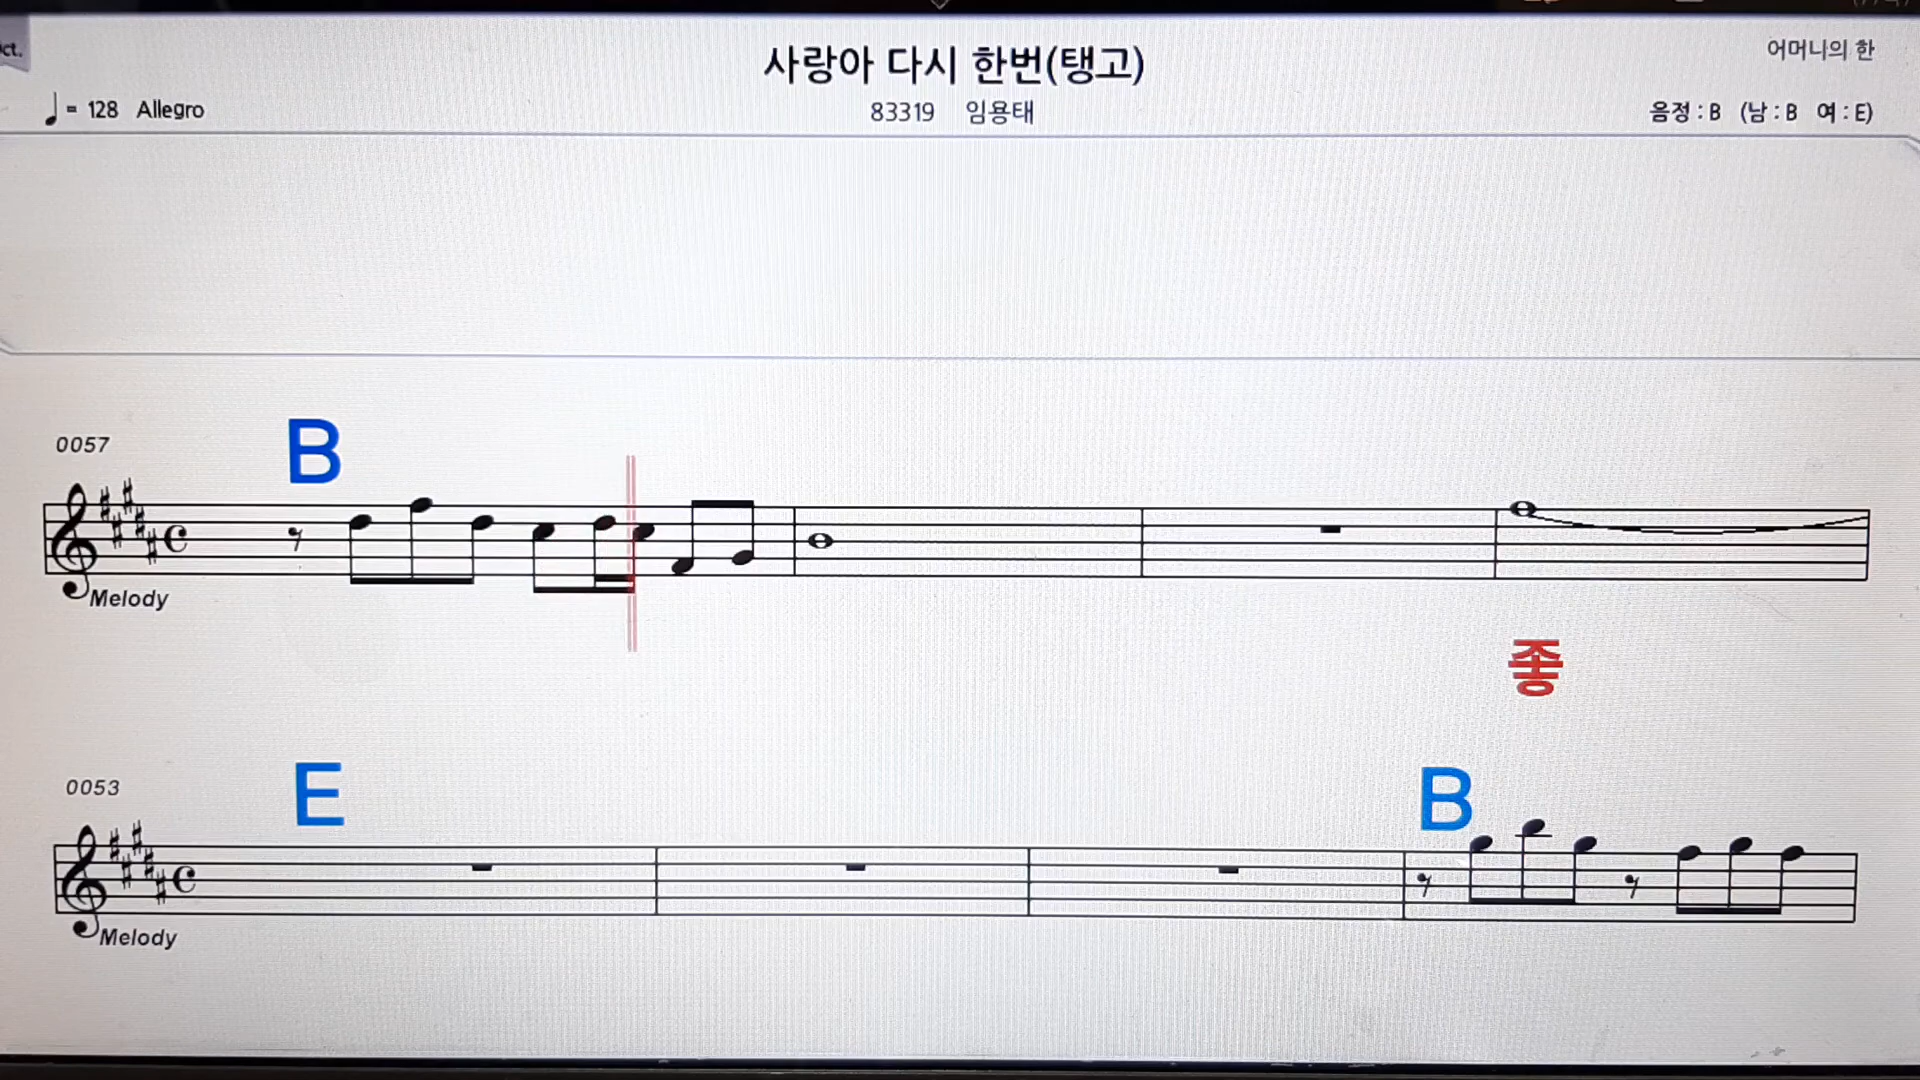 사랑아 다시 한번(탱고)
어머니의 한
♩ = 128 Allegro
83319 임용태
음정 : B (남 : B 여 : E)
0057
B
Melody
좋
0053
E
B
Melody